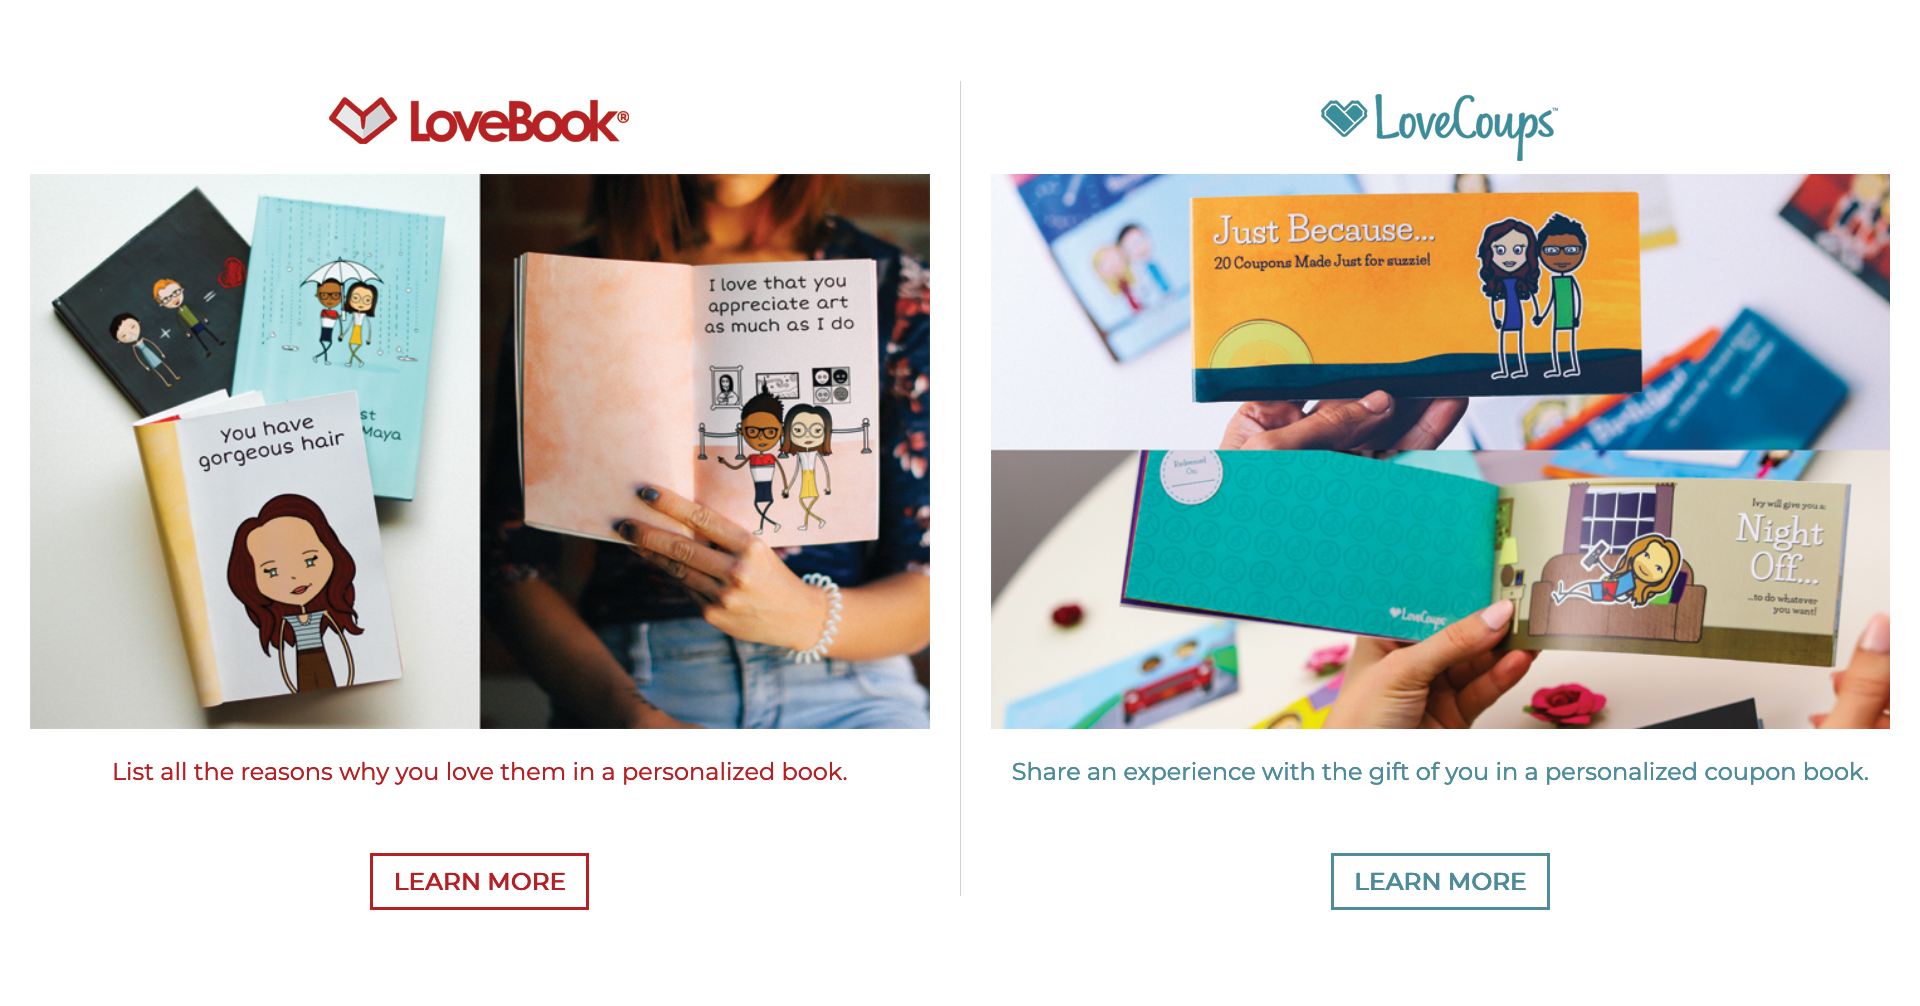 LoveBook®
You have
gorgeous hair
st
Maya
I love that you
appreciate art
as much as I do
List all the reasons why you love them in a personalized book.
LEARN MORE
LoveCoups™
Just Because...
20 Coupons Made Just for suzzie!
Redeemed
On:
LoveCoups
Ivy will give you a:
Night
Off...
...to do whatever
you want!
Share an experience with the gift of you in a personalized coupon book.
LEARN MORE